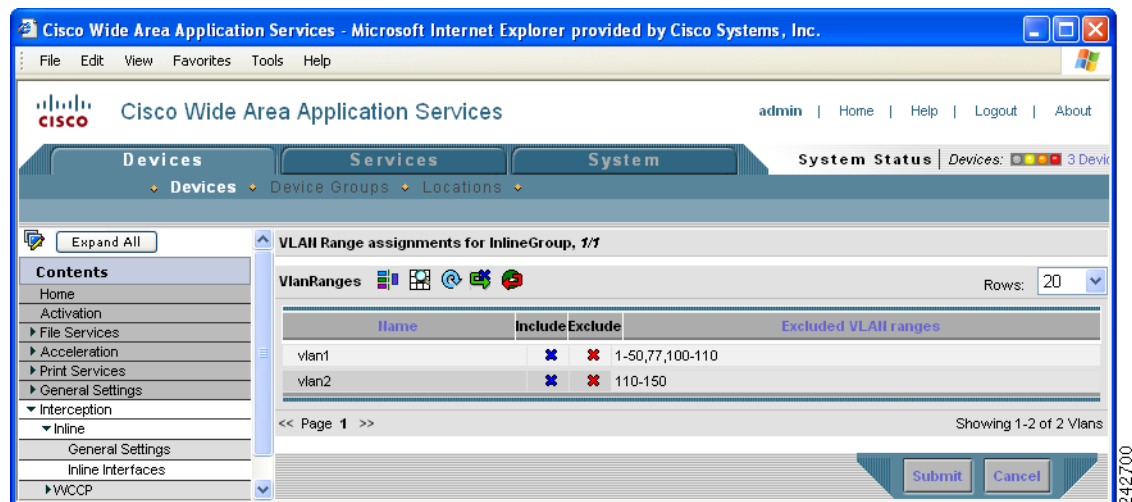 Cisco Wide Area Application Services - Microsoft Internet Explorer provided by Cisco Systems, Inc.
File Edit View Favorites Tools Help
CISCO
Cisco Wide Area Application Services
admin | Home | Help | Logout | About
Devices Services System
System Status | Devices: 3 Devic
Devices Device Groups Locations
Expand All
VLAN Range assignments for InlineGroup, 1/1
Contents
Home
Activation
File Services
Acceleration
Print Services
General Settings
Interception
Inline
General Settings
Inline Interfaces
WCCP
VlanRanges
Rows: 20
Name Include Exclude Excluded VLAN ranges
vlan1 1-50,77,100-110
vlan2 110-150
<< Page 1 >>
Showing 1-2 of 2 Vlans
Submit Cancel
242700